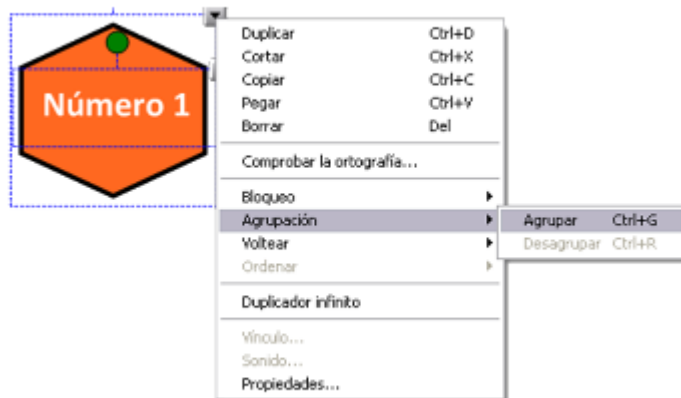 Número 1
Duplicar Ctrl+D
Cortar Ctrl+X
Copiar Ctrl+C
Pegar Ctrl+V
Borrar Del
Comprobar la ortografía...
Bloqueo
Agrupación
Agrupar Ctrl+G
Voltear
Desagrupar Ctrl+R
Ordenar
Duplicador infinito
Vínculo...
Sonido...
Propiedades...